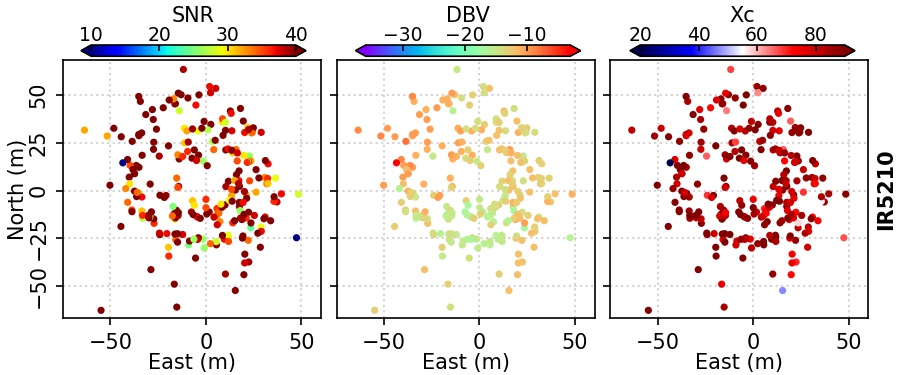 SNR DBV Xc
10 20 30 40 −30 −20 −10 20 40 60 80
50
25
0
−25
−50
North (m)
−50 0 50 −50 0 50 −50 0 50
East (m) East (m) East (m)
IR5210